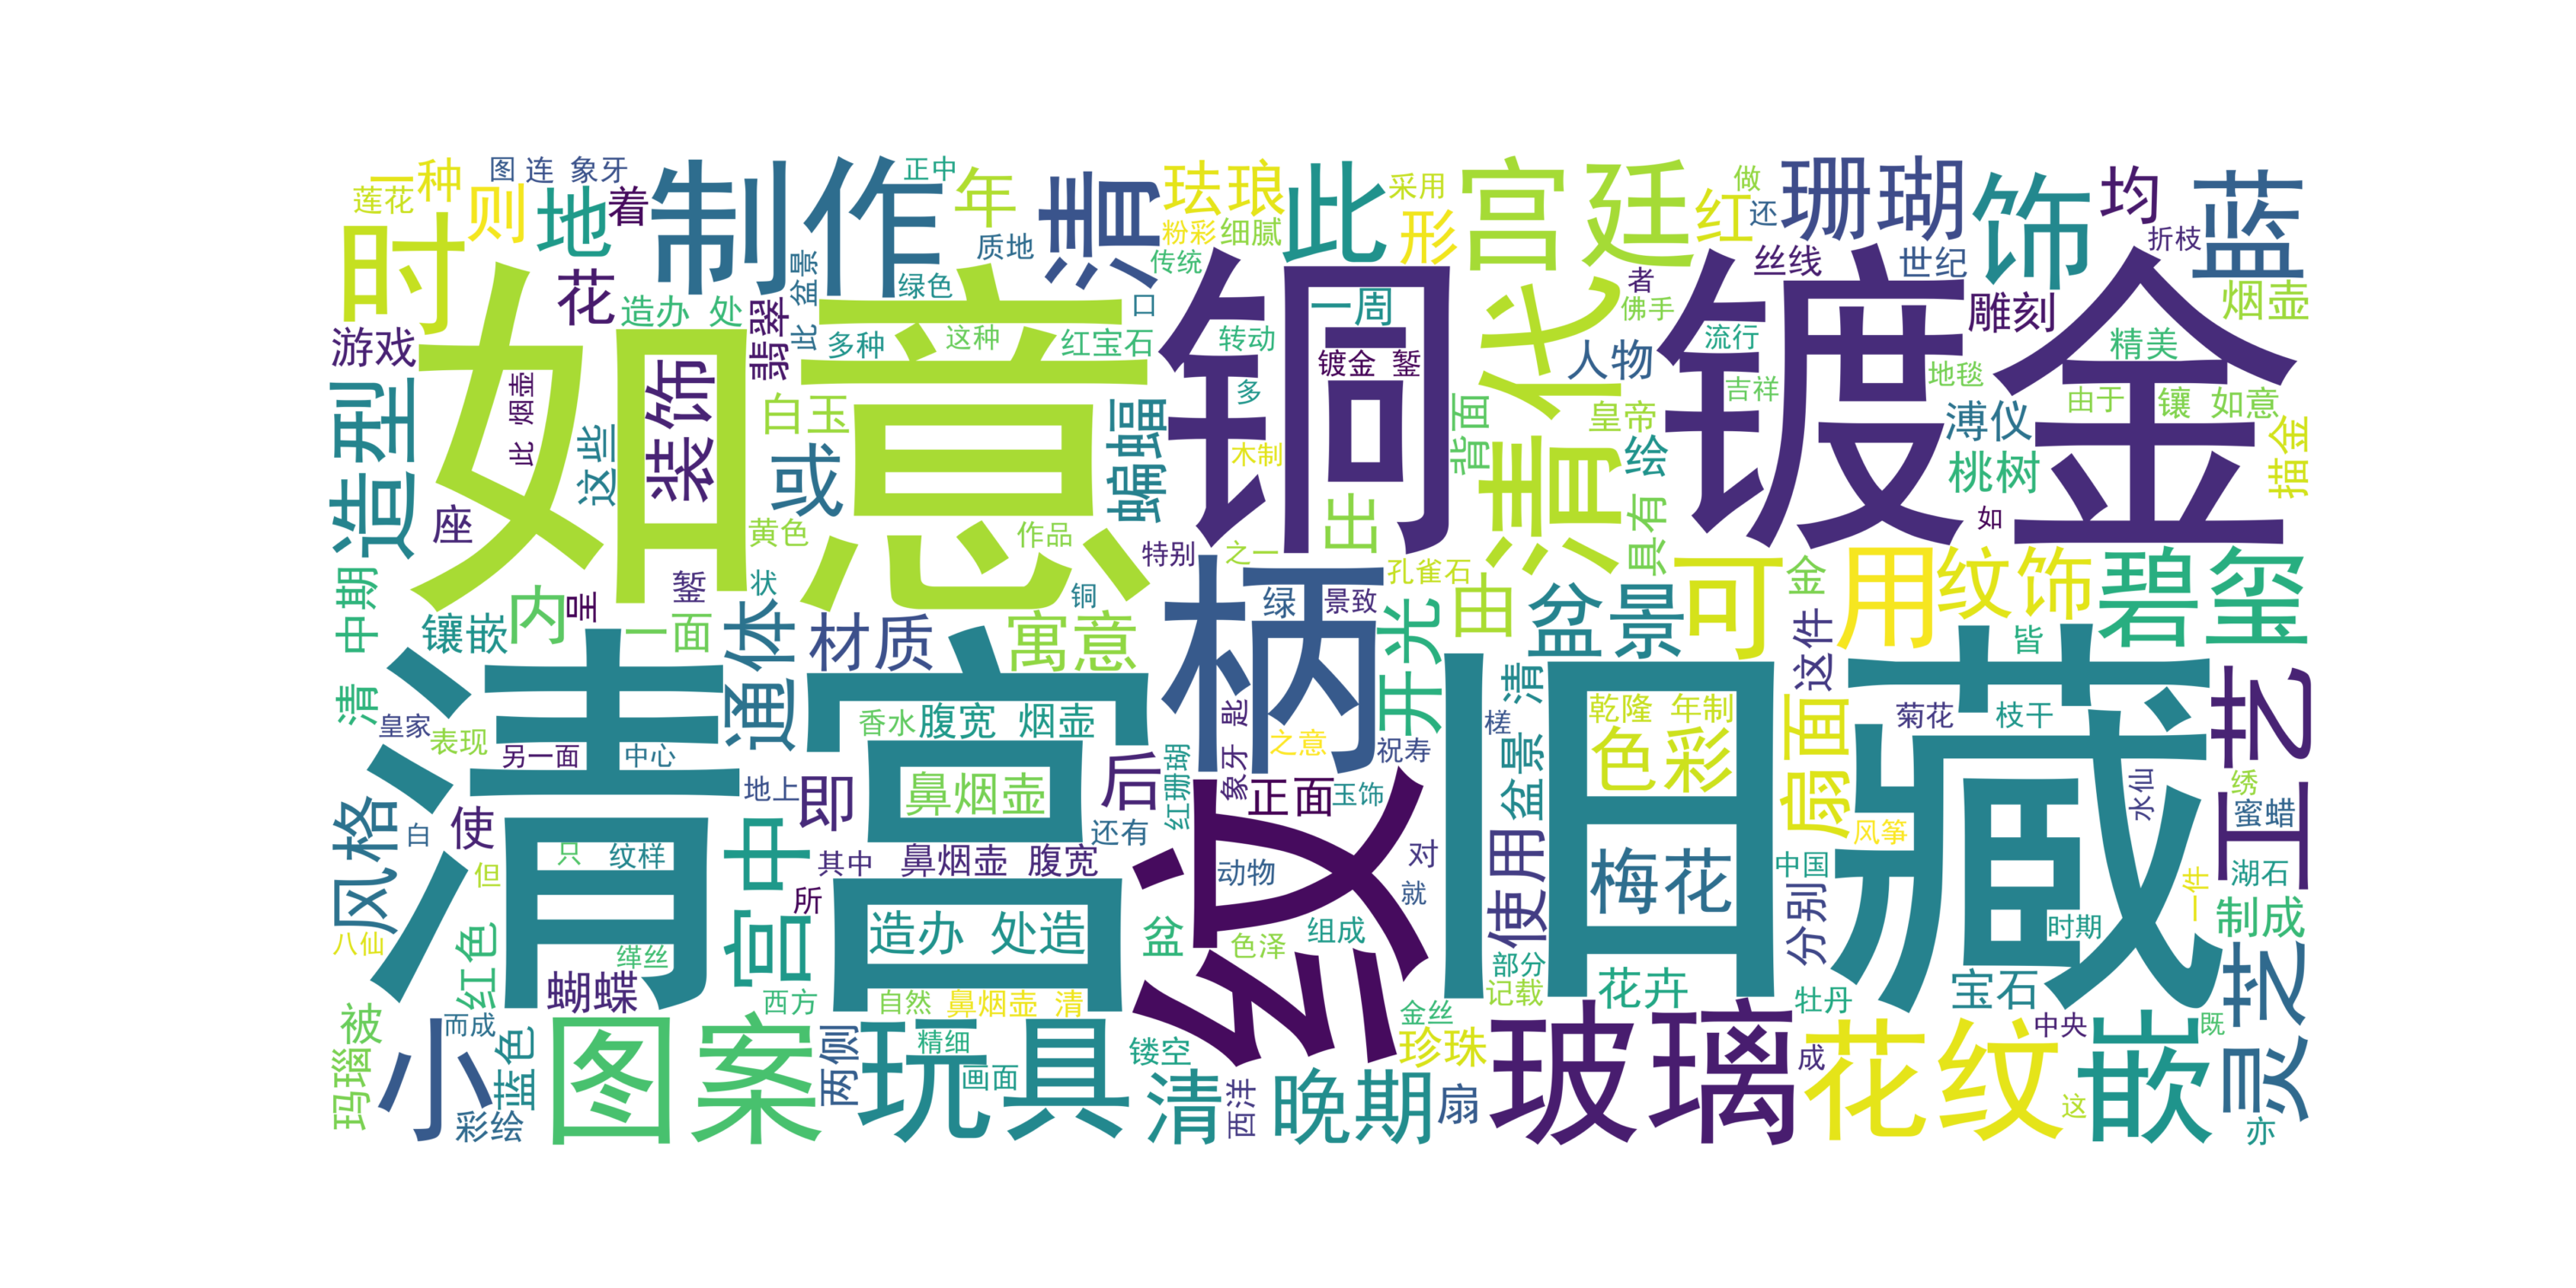 一种
图 连 象牙
莲花
则
地
着
制作
正中
年
清
珐琅
粉彩
细腻
传统
此
采用
形
宫廷
红
做
还
珊瑚
饰
均
折枝
蓝
时
花
造办 处
翡翠
此 盆景
绿色
质地
口
红宝石
多种
这种
转动
一周
镀金 錾
清代
者
佛手
人物
丝线
世纪
流行
雕刻
烟壶
精美
地毯
由于
镶 如意
游戏
如意
铜
镀金
此 烟壶
装饰
造型
这些
白玉
或
蝙蝠
多
木制
背面
皇帝
吉祥
绘
溥仪
桃树
描金
座
黄色
作品
特别
之一
出
具有
如
中期
镶嵌
内
呈
錾
一面
状
通体
材质
寓意
铜
柄
绿
景致
孔雀石
开光
由
盆景
可
金
用
纹饰
碧玺
清
皇家
表现
清宫
旧藏
另一面
中心
香水
腹宽 烟壶
地上
鼻烟壶
即
后
红珊瑚
象牙 匙
之意
祝寿
正面
玉饰
槎
清
盆景
乾隆 年制
色彩
扇面
这件
皆
菊花
枝干
工艺
风格
白
使
但
只
纹样
宫中
其中
鼻烟壶 腹宽
还有
所
纹
动物
对
就
使用
梅花
风筝
中国
分别
水仙
绣
蜜蜡
湖石
一件
制成
八仙
红色
缂丝
蝴蝶
造办 处造
盆
色泽
组成
部分
记载
花卉
时期
宝石
牡丹
灵芝
西方
自然
鼻烟壶 清
被
玛瑙
小
而成
蓝色
彩绘
图案
两侧
玩具
精细
画面
镂空
清
西洋
金丝
珍珠
晚期
扇
玻璃
成
花纹
中央
这
既
嵌
亦